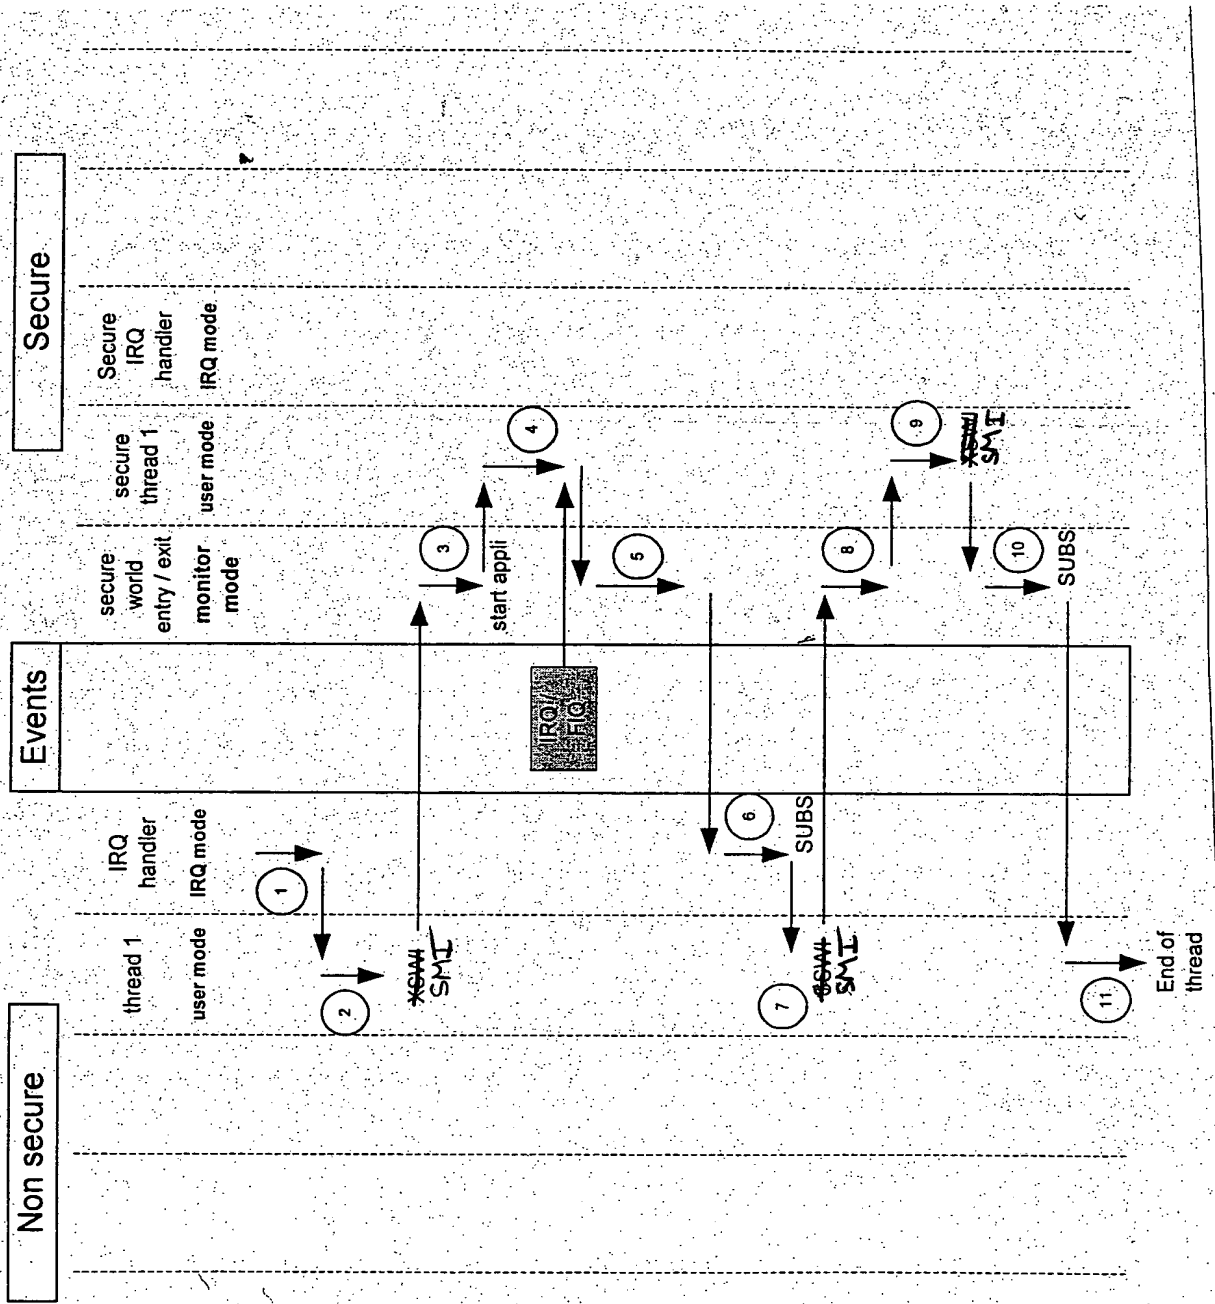 Non secure
Events
Secure
thread 1
user mode
IRQ
handler
IRQ mode
secure
world
entry / exit
monitor
mode
secure
thread 1
user mode
Secure
IRQ
handler
IRQ mode
1
2
XSWI
SMI
3
start appli
4
IRQ /
FIQ
5
6
SUBS
7
SMI
8
9
SMI
10
SUBS
11
End of
thread